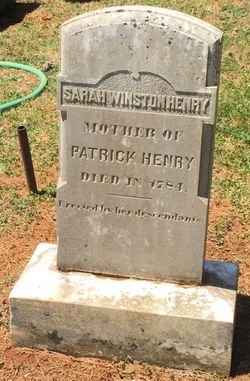 SARAH WINSTON HENRY
MOTHER OF
PATRICK HENRY
DIED IN 1784.
Erected by her descendants